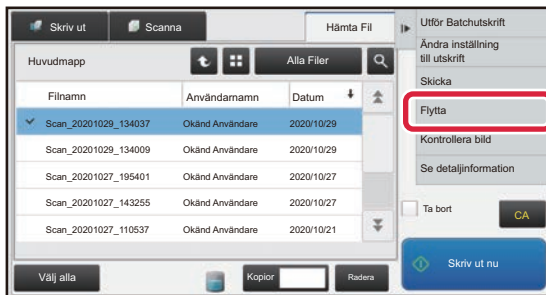 Skriv ut
Scanna
Hämta Fil
Huvudmapp
Alla Filer
Filnamn Användarnamn Datum
Scan_20201029_134037 Okänd Användare 2020/10/29
Scan_20201029_134009 Okänd Användare 2020/10/29
Scan_20201027_195401 Okänd Användare 2020/10/27
Scan_20201027_143255 Okänd Användare 2020/10/27
Scan_20201027_110537 Okänd Användare 2020/10/21
Välj alla
Kopior
Radera
Utför Batchutskrift
Ändra inställning
till utskrift
Skicka
Flytta
Kontrollera bild
Se detaljinformation
Ta bort
CA
Skriv ut nu